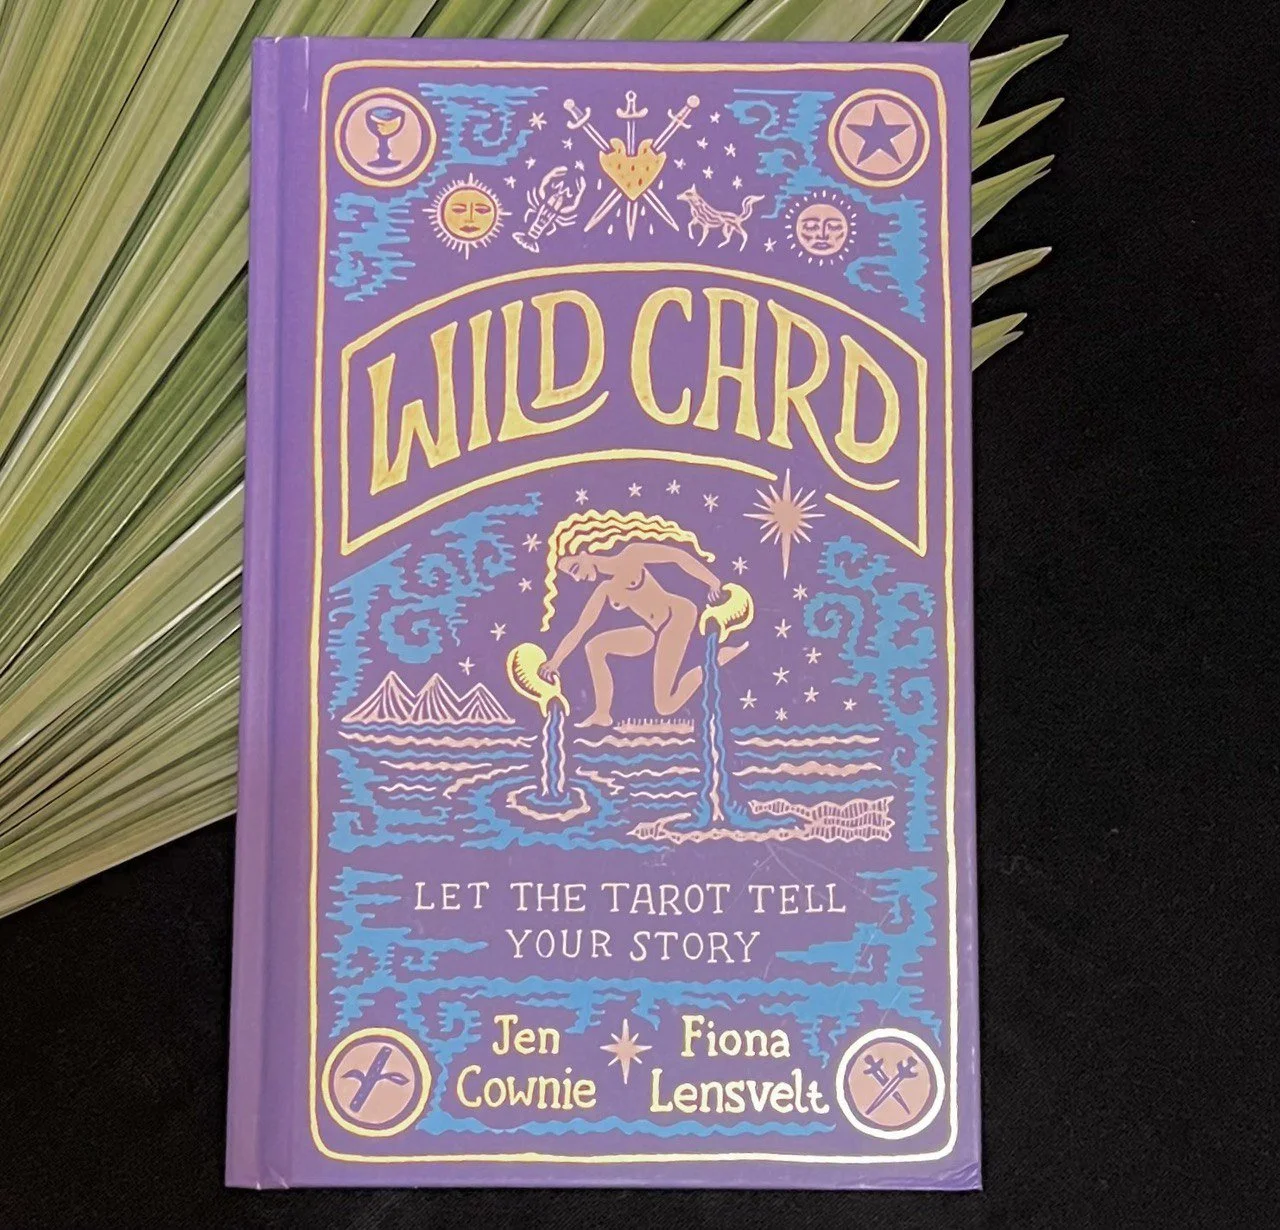 WILD CARD
LET THE TAROT TELL
YOUR STORY
Jen Cownie
Fiona Lensvelt